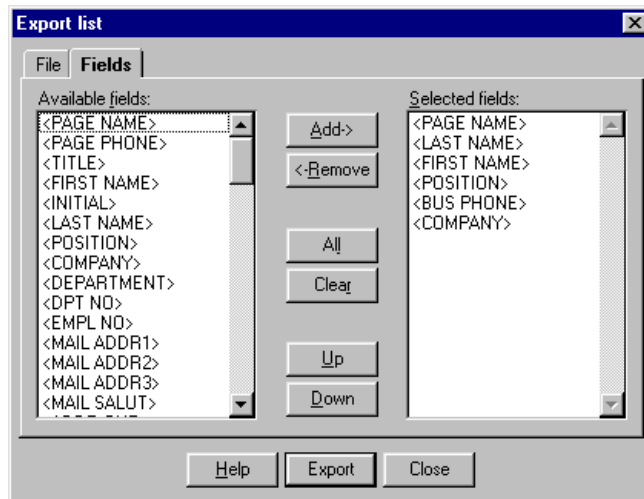 Export list
File Fields
Available fields:
<PAGE NAME>
<PAGE PHONE>
<TITLE>
<FIRST NAME>
<INITIAL>
<LAST NAME>
<POSITION>
<COMPANY>
<DEPARTMENT>
<DPT NO>
<EMPL NO>
<MAIL ADDR1>
<MAIL ADDR2>
<MAIL ADDR3>
<MAIL SALUT>
Add->
<-Remove
All
Clear
Up
Down
Selected fields:
<PAGE NAME>
<LAST NAME>
<FIRST NAME>
<POSITION>
<BUS PHONE>
<COMPANY>
Help Export Close